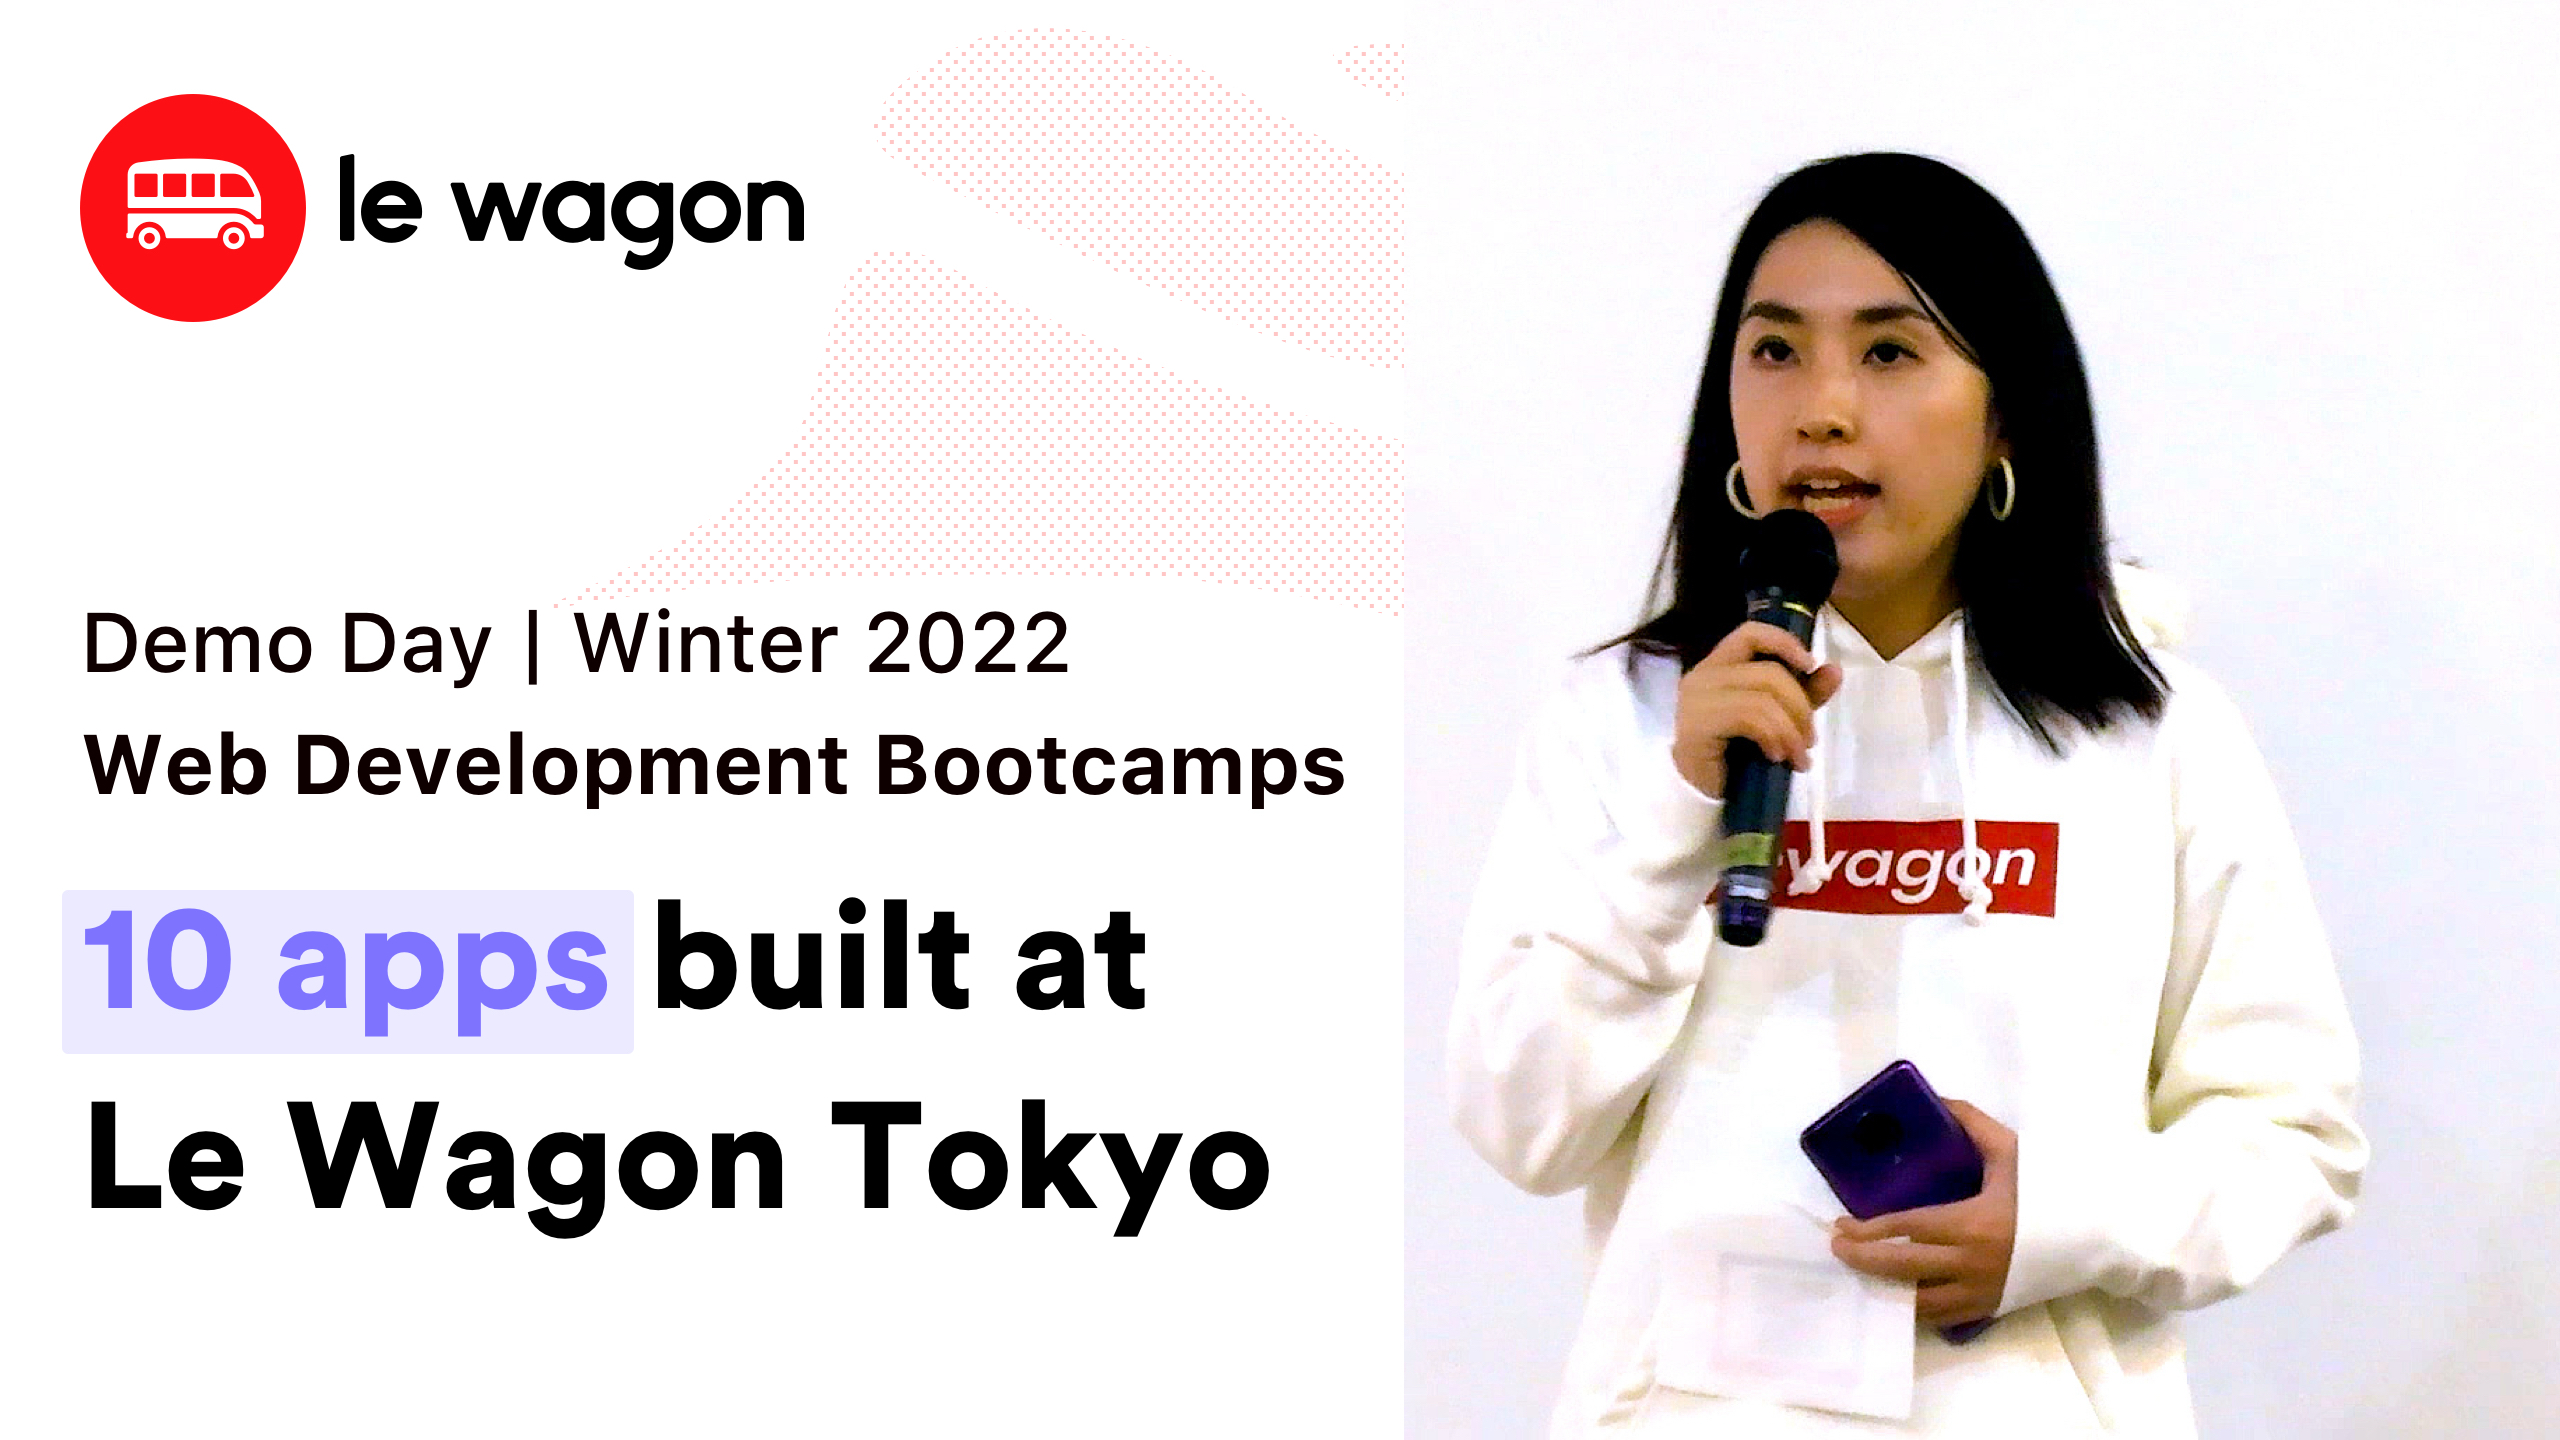 le wagon
Demo Day | Winter 2022
Web Development Bootcamps
10 apps built at
Le Wagon Tokyo
wagon